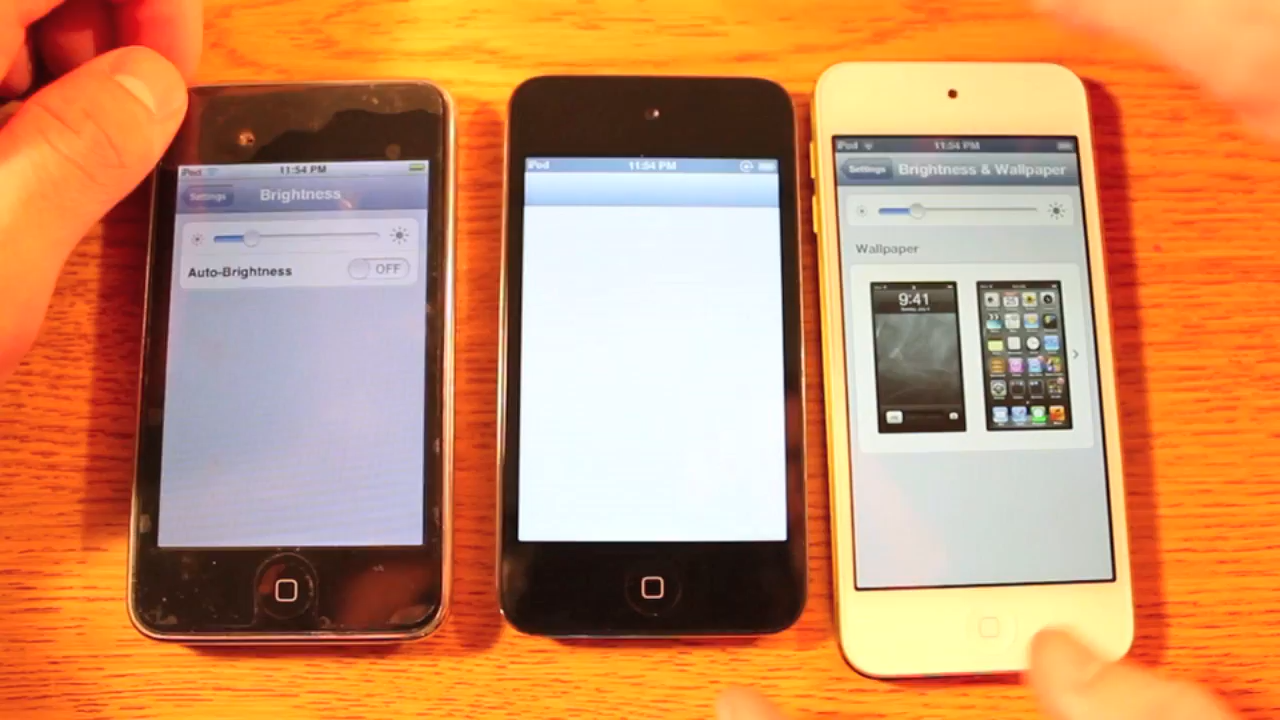 iPod 11:54 PM
Settings Brightness
Auto-Brightness OFF
iPod 11:54 PM
iPod 11:54 PM
Settings Brightness & Wallpaper
Wallpaper
9:41